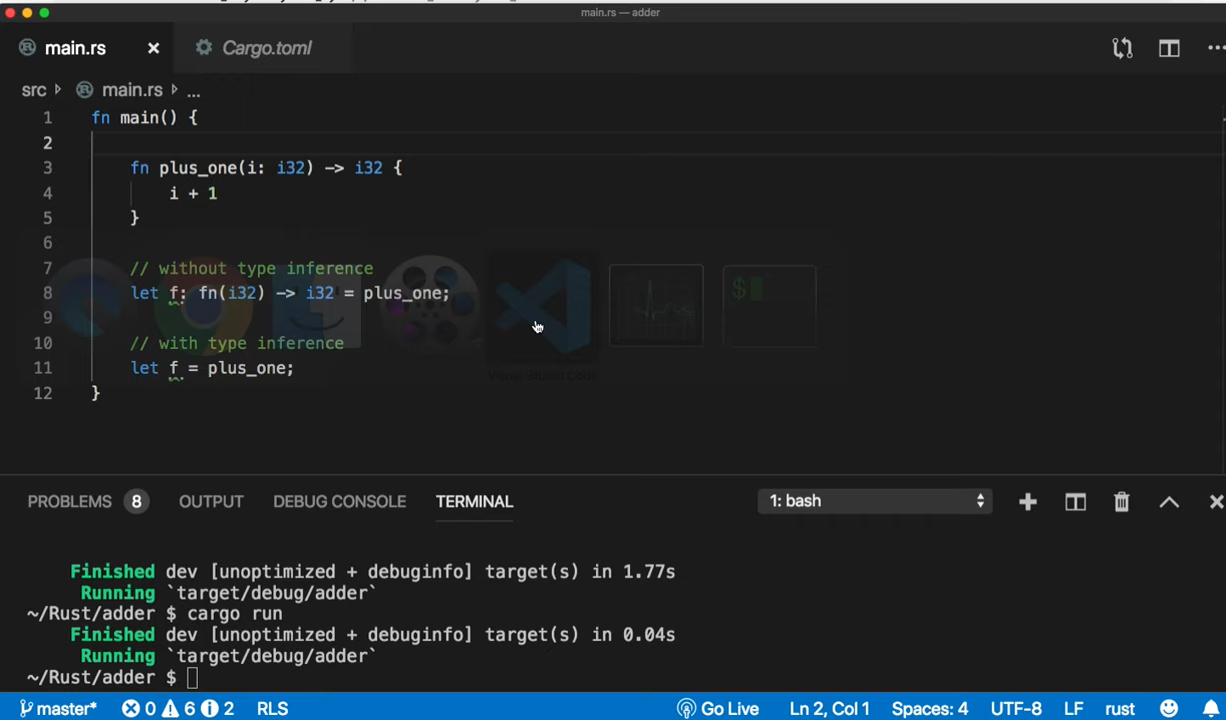 main.rs — adder
main.rs × Cargo.toml
src main.rs ...
1 fn main() {
2
3 fn plus_one(i: i32) -> i32 {
4 i + 1
5 }
6
7 // without type inference
8 let f: fn(i32) -> i32 = plus_one;
9
10 // with type inference
11 let f = plus_one;
12 }
Visual Studio Code
$
PROBLEMS 8 OUTPUT DEBUG CONSOLE TERMINAL 1: bash
Finished dev [unoptimized + debuginfo] target(s) in 1.77s
Running `target/debug/adder`
~/Rust/adder $ cargo run
Finished dev [unoptimized + debuginfo] target(s) in 0.04s
Running `target/debug/adder`
~/Rust/adder $
master* 0 6 2 RLS Go Live Ln 2, Col 1 Spaces: 4 UTF-8 LF rust